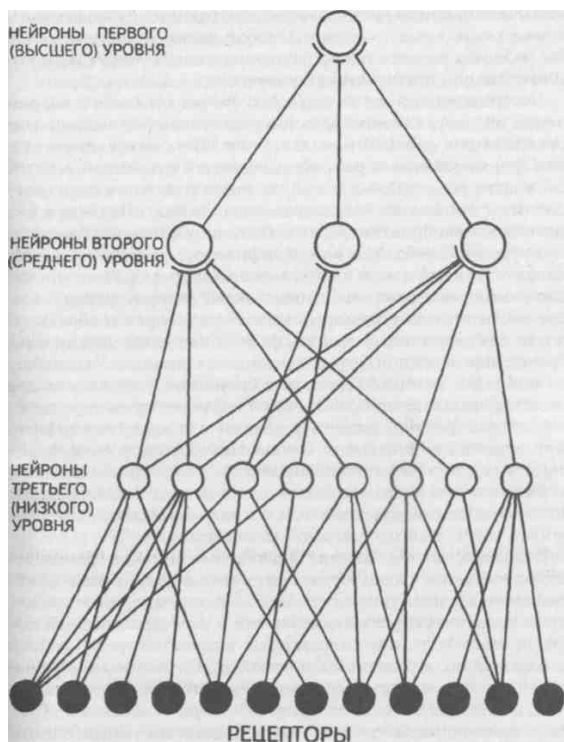 НЕЙРОНЫ ПЕРВОГО
(ВЫСШЕГО) УРОВНЯ
НЕЙРОНЫ ВТОРОГО
(СРЕДНЕГО) УРОВНЯ
НЕЙРОНЫ
ТРЕТЬЕГО
(НИЗКОГО)
УРОВНЯ
РЕЦЕПТОРЫ